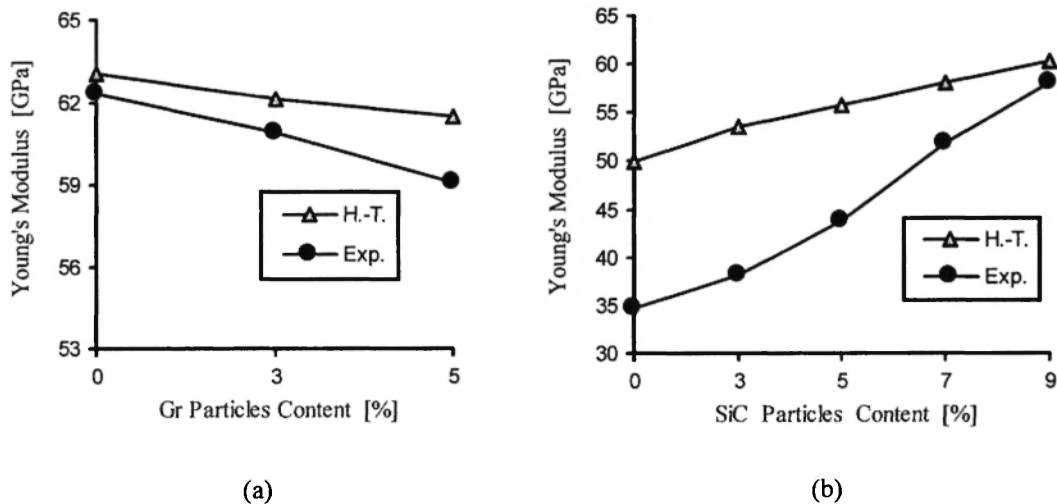 65
62
59
56
53
Young's Modulus [GPa]
0
3
5
Gr Particles Content [%]
H.-T.
Exp.
(a)
65
60
55
50
45
40
35
30
Young's Modulus [GPa]
0
3
5
7
9
SiC Particles Content [%]
H.-T.
Exp.
(b)